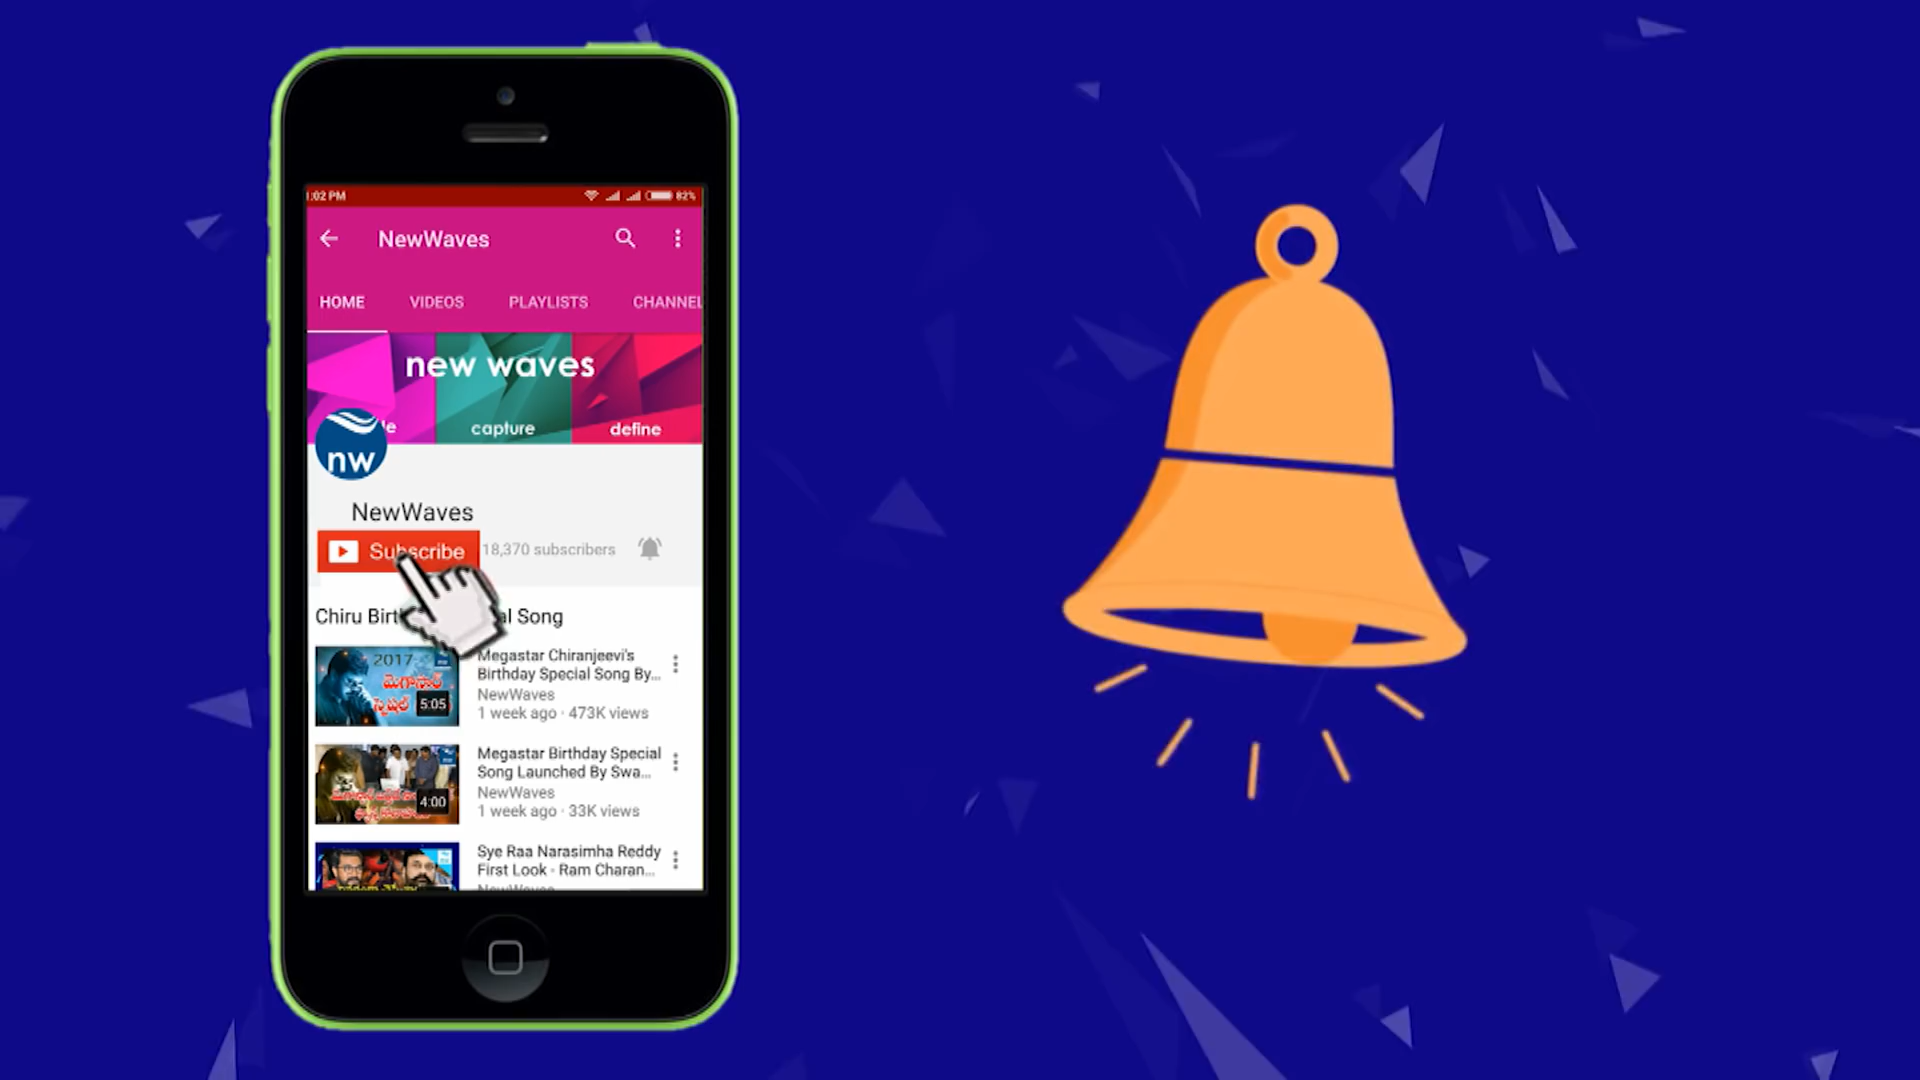 1:02 PM
82%
NewWaves
HOME VIDEOS PLAYLISTS CHANNEL
new waves
capture
define
nw
NewWaves
Subscribe
18,370 subscribers
Chiru Birt al Song
Megastar Chiranjeevi's
Birthday Special Song By...
NewWaves
1 week ago · 473K views
2017
మెగాస్టార్
స్పెషల్
5:05
Megastar Birthday Special
Song Launched By Swa...
NewWaves
1 week ago · 33K views
4:00
Sye Raa Narasimha Reddy
First Look - Ram Charan...
NewWaves